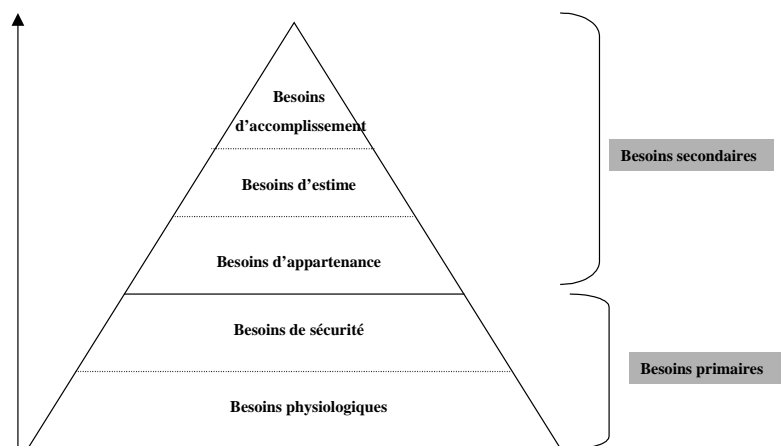 Besoins
d’accomplissement
Besoins secondaires
Besoins d’estime
Besoins d’appartenance
Besoins de sécurité
Besoins primaires
Besoins physiologiques